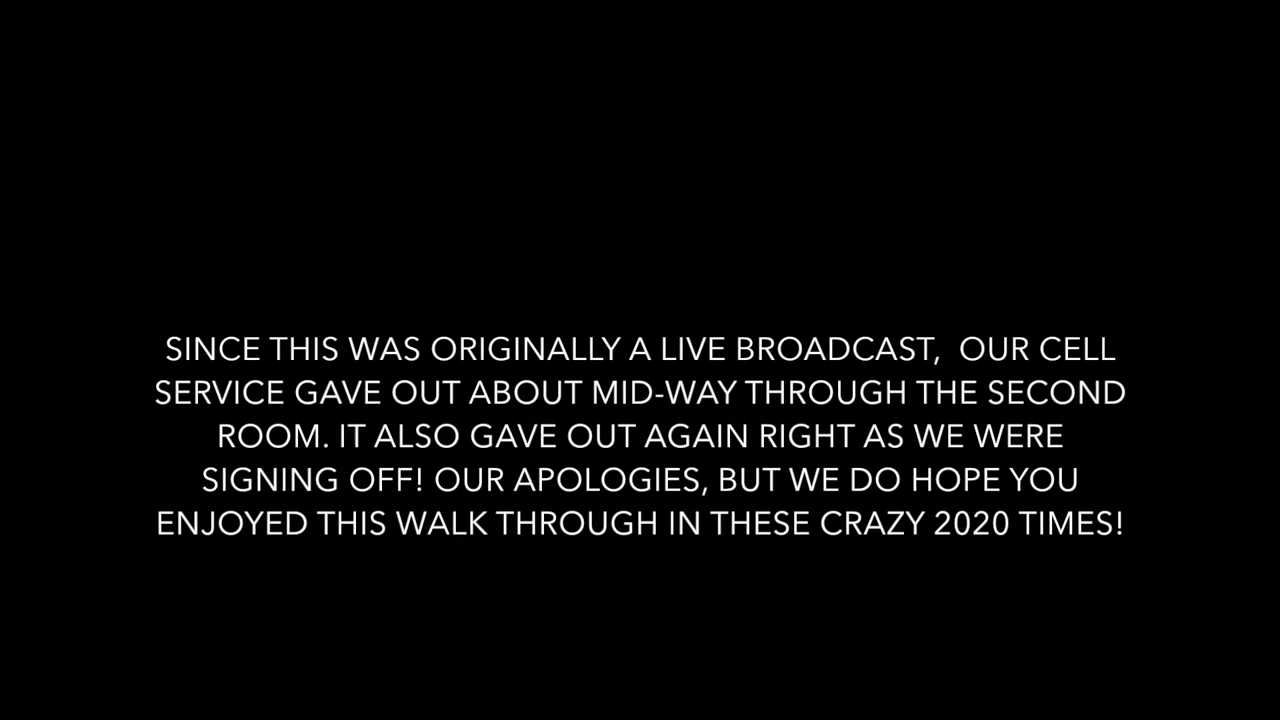 SINCE THIS WAS ORIGINALLY A LIVE BROADCAST,  OUR CELL
SERVICE GAVE OUT ABOUT MID-WAY THROUGH THE SECOND
ROOM. IT ALSO GAVE OUT AGAIN RIGHT AS WE WERE
SIGNING OFF! OUR APOLOGIES, BUT WE DO HOPE YOU
ENJOYED THIS WALK THROUGH IN THESE CRAZY 2020 TIMES!